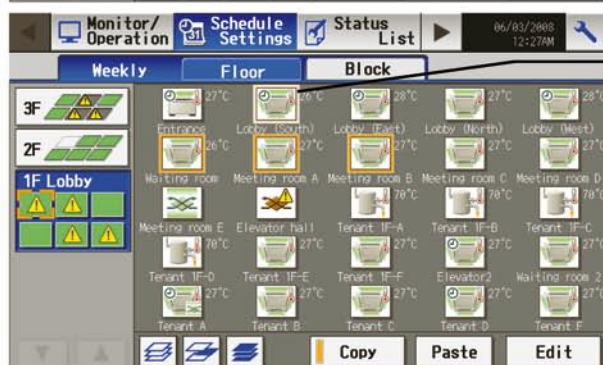 Monitor/ Operation
Schedule Settings
Status List
06/03/2008
12:27AM
Weekly Floor Block
3F
2F
1F Lobby
27°C 26°C 28°C 27°C 28°C
Entrance Lobby (South) Lobby (East) Lobby (North) Lobby (West)
26°C 27°C 27°C 27°C 27°C
Waiting room Meeting room A Meeting room B Meeting room C Meeting room D
70°C 70°C 70°C
Meeting room E Elevator hall Tenant 1F-A Tenant 1F-B Tenant 1F-C
70°C 27°C 27°C 27°C 27°C
Tenant 1F-D Tenant 1F-E Tenant 1F-F Elevator2 Waiting room 2
27°C 27°C 27°C 27°C 27°C
Tenant A Tenant B Tenant C Tenant D Tenant F
Copy Paste Edit